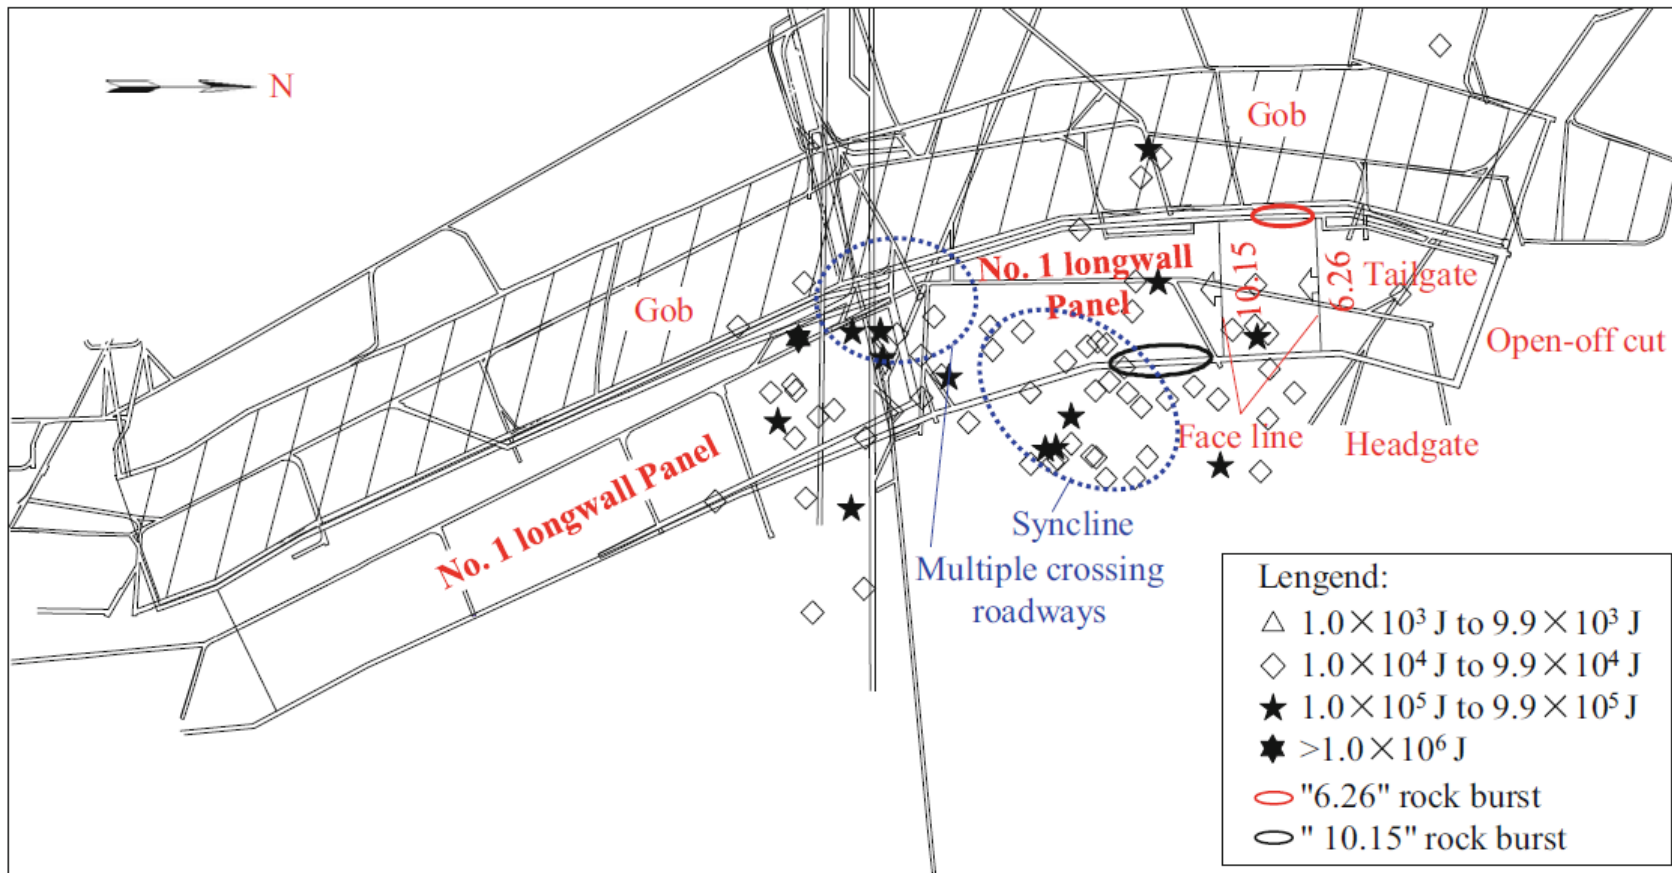 N
Gob
No. 1 longwall
Panel
10.15
6.26
Tailgate
Gob
Open-off cut
Face line
Headgate
No. 1 longwall Panel
Syncline
Multiple crossing
roadways
Lengend:
1.0×10³ J to 9.9×10³ J
1.0×10⁴ J to 9.9×10⁴ J
1.0×10⁵ J to 9.9×10⁵ J
>1.0×10⁶ J
"6.26" rock burst
" 10.15" rock burst